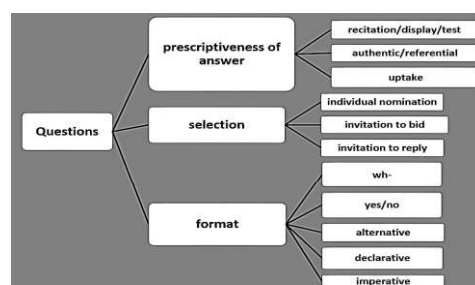 Questions
prescriptiveness of
answer
recitation/display/test
authentic/referential
uptake
selection
individual nomination
invitation to bid
invitation to reply
format
wh-
yes/no
alternative
declarative
imperative